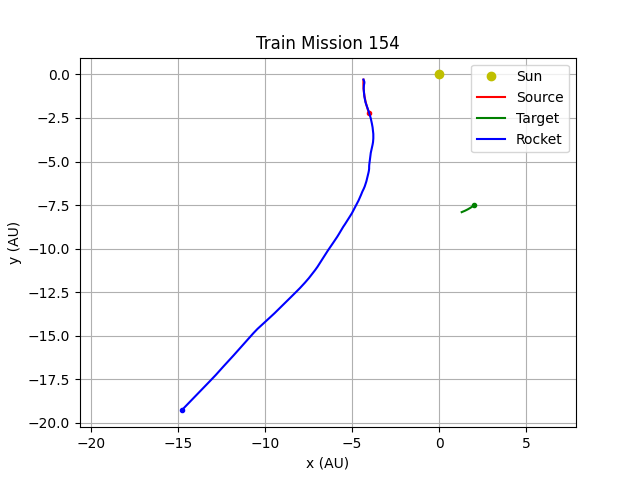 Train Mission 154
Sun
Source
Target
Rocket
y (AU)
0.0
−2.5
−5.0
−7.5
−10.0
−12.5
−15.0
−17.5
−20.0
−20 −15 −10 −5 0 5
x (AU)